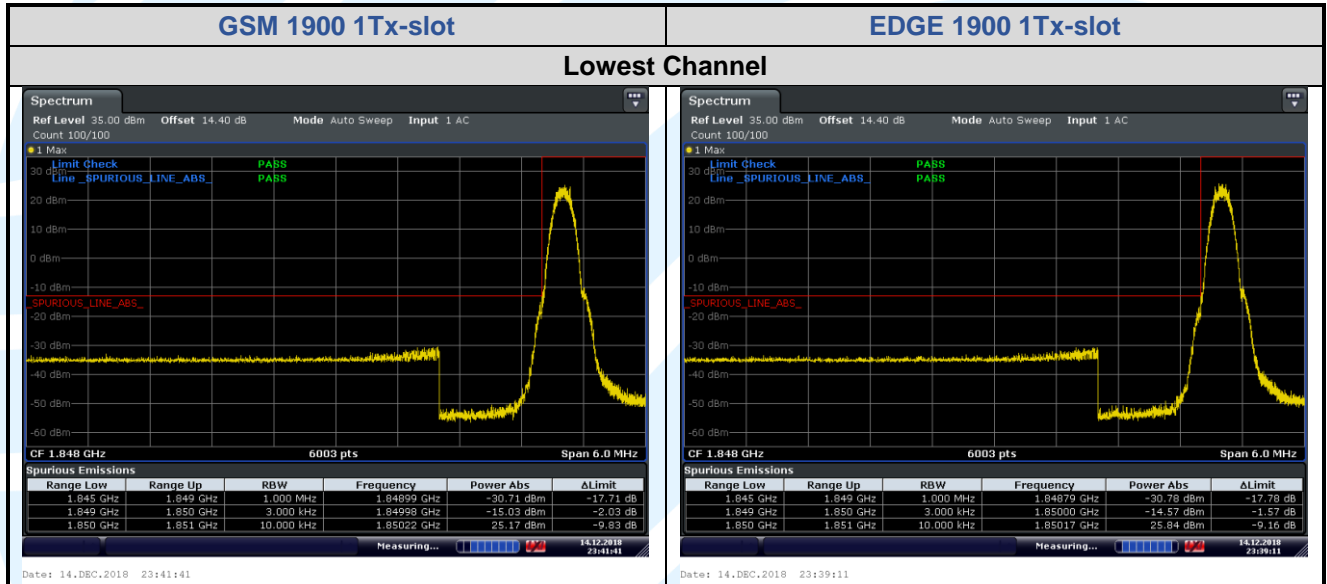 GSM 1900 1Tx-slot EDGE 1900 1Tx-slot
Lowest Channel
Spectrum
Ref Level 35.00 dBm Offset 14.40 dB Mode Auto Sweep Input 1 AC
Count 100/100
1 Max
Limit Check PASS
30 dBm
Line _SPURIOUS_LINE_ABS_ PASS
20 dBm
10 dBm
0 dBm
-10 dBm
_SPURIOUS_LINE_ABS_
-20 dBm
-30 dBm
-40 dBm
-50 dBm
-60 dBm
CF 1.848 GHz 6003 pts Span 6.0 MHz
Spurious Emissions
Range Low Range Up RBW Frequency Power Abs ΔLimit
1.845 GHz 1.849 GHz 1.000 MHz 1.84899 GHz -30.71 dBm -17.71 dB
1.849 GHz 1.850 GHz 3.000 kHz 1.84998 GHz -15.03 dBm -2.03 dB
1.850 GHz 1.851 GHz 10.000 kHz 1.85022 GHz 25.17 dBm -9.83 dB
Measuring... 14.12.2018
23:41:41
Date: 14.DEC.2018 23:41:41
Spectrum
Ref Level 35.00 dBm Offset 14.40 dB Mode Auto Sweep Input 1 AC
Count 100/100
1 Max
Limit Check PASS
30 dBm
Line _SPURIOUS_LINE_ABS_ PASS
20 dBm
10 dBm
0 dBm
-10 dBm
_SPURIOUS_LINE_ABS_
-20 dBm
-30 dBm
-40 dBm
-50 dBm
-60 dBm
CF 1.848 GHz 6003 pts Span 6.0 MHz
Spurious Emissions
Range Low Range Up RBW Frequency Power Abs ΔLimit
1.845 GHz 1.849 GHz 1.000 MHz 1.84879 GHz -30.78 dBm -17.78 dB
1.849 GHz 1.850 GHz 3.000 kHz 1.85000 GHz -14.57 dBm -1.57 dB
1.850 GHz 1.851 GHz 10.000 kHz 1.85017 GHz 25.84 dBm -9.16 dB
Measuring... 14.12.2018
23:39:11
Date: 14.DEC.2018 23:39:11